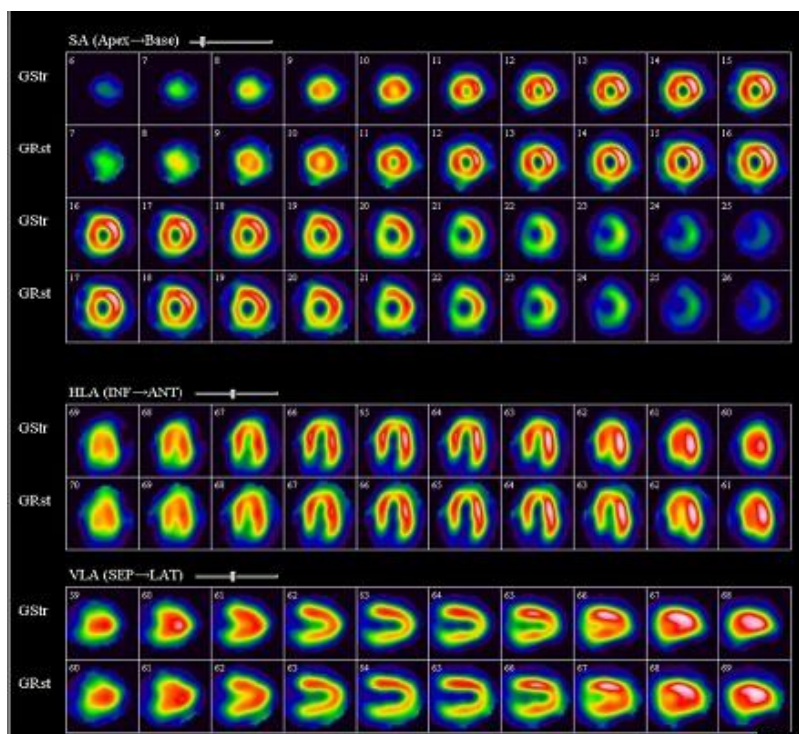 SA (Apex→Base)
GStr
6 7 8 9 10 11 12 13 14 15
GRst
7 8 9 10 11 12 13 14 15 16
GStr
16 17 18 19 20 21 22 23 24 25
GRst
17 18 19 20 21 22 23 24 25 26
HLA (INF→ANT)
GStr
69 68 67 66 65 64 63 62 61 60
GRst
70 69 68 67 66 65 64 63 62 61
VLA (SEP→LAT)
GStr
59 60 61 62 63 64 65 66 67 68
GRst
60 61 62 63 64 65 66 67 68 69